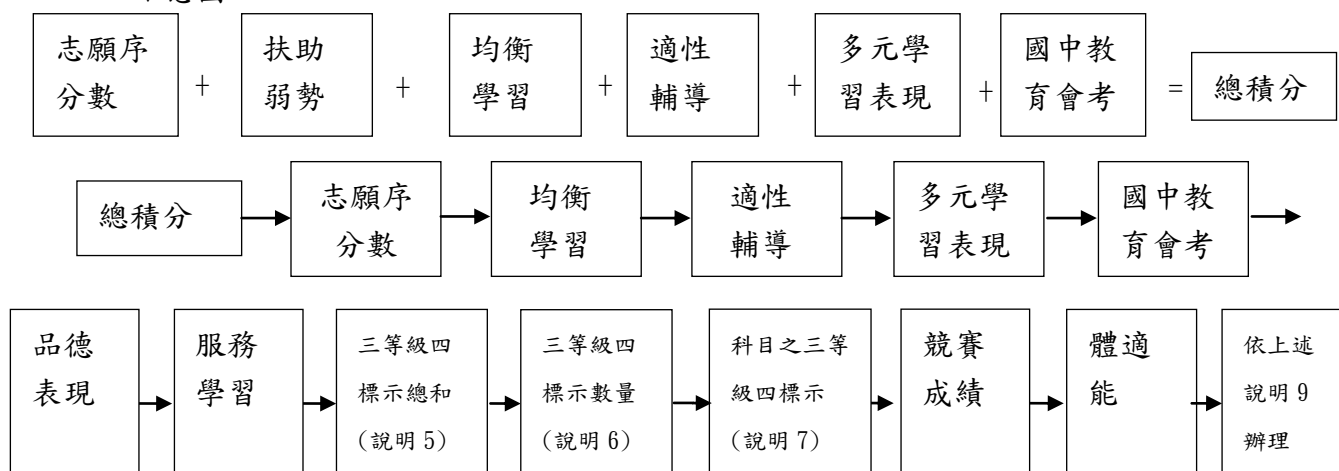 志願序
分數
+
扶助
弱勢
+
均衡
學習
+
適性
輔導
+
多元學
習表現
+
國中教
育會考
=
總積分
總積分
志願序
分數
均衡
學習
適性
輔導
多元學
習表現
國中教
育會考
品德
表現
服務
學習
三等級四
標示總和
(說明 5)
三等級四
標示數量
(說明 6)
科目之三等
級四標示
(說明 7)
競賽
成績
體適
能
依上述
說明 9
辦理